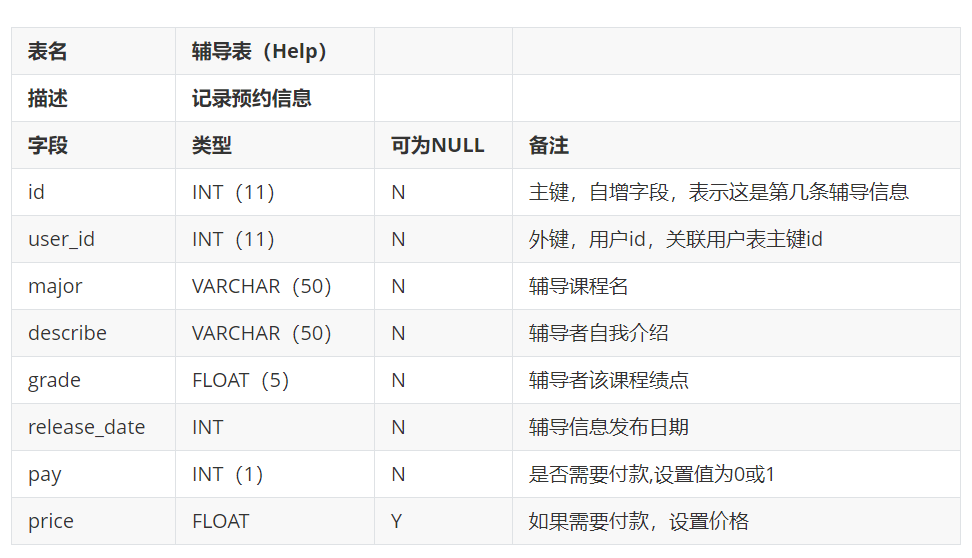 表名 辅导表（Help）
描述 记录预约信息
字段 类型 可为NULL 备注
id INT（11） N 主键，自增字段，表示这是第几条辅导信息
user_id INT（11） N 外键，用户id，关联用户表主键id
major VARCHAR（50） N 辅导课程名
describe VARCHAR（50） N 辅导者自我介绍
grade FLOAT（5） N 辅导者该课程绩点
release_date INT N 辅导信息发布日期
pay INT（1） N 是否需要付款,设置值为0或1
price FLOAT Y 如果需要付款，设置价格